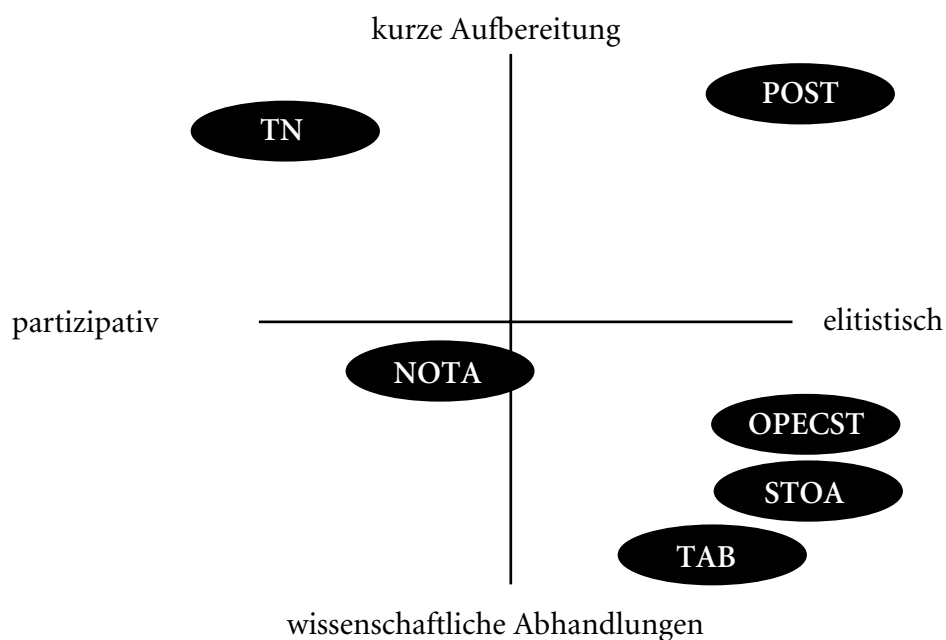 kurze Aufbereitung
POST
TN
partizipativ
elitistisch
NOTA
OPECST
STOA
TAB
wissenschaftliche Abhandlungen